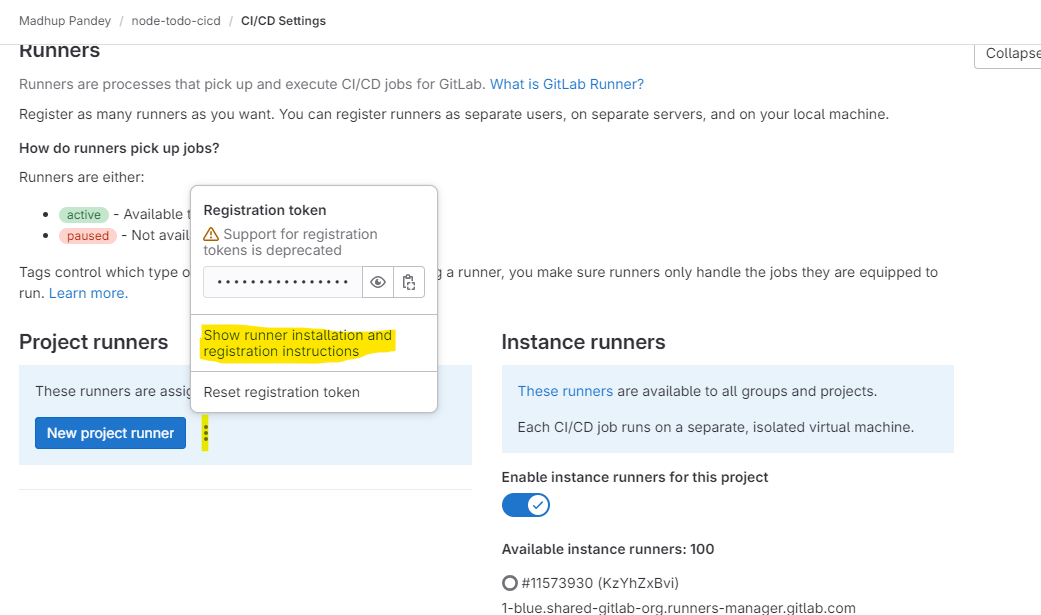 Madhup Pandey / node-todo-cicd / CI/CD Settings
Runners
Collapse
Runners are processes that pick up and execute CI/CD jobs for GitLab. What is GitLab Runner?
Register as many runners as you want. You can register runners as separate users, on separate servers, and on your local machine.
How do runners pick up jobs?
Runners are either:
active - Available
paused - Not avail
Tags control which type o
g a runner, you make sure runners only handle the jobs they are equipped to
run. Learn more.
Registration token
Support for registration
tokens is deprecated
Show runner installation and
registration instructions
Reset registration token
Project runners
These runners are assig
New project runner
Instance runners
These runners are available to all groups and projects.
Each CI/CD job runs on a separate, isolated virtual machine.
Enable instance runners for this project
Available instance runners: 100
#11573930 (KzYhZxBvi)
1-blue.shared-gitlab-org.runners-manager.gitlab.com